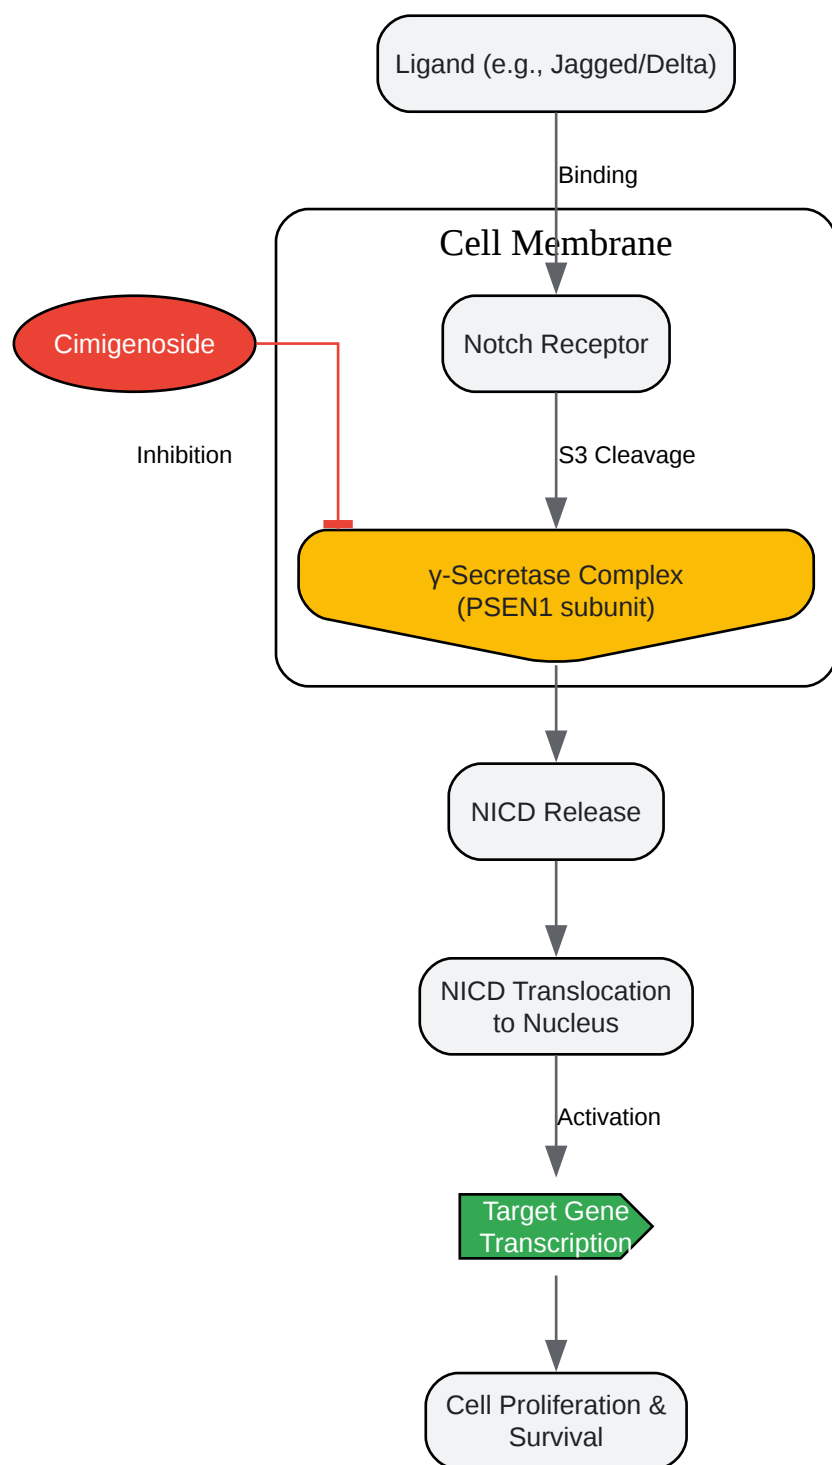 Ligand (e.g., Jagged/Delta)
Binding
Cell Membrane
Cimigenoside
Notch Receptor
Inhibition
S3 Cleavage
γ-Secretase Complex
(PSEN1 subunit)
NICD Release
NICD Translocation
to Nucleus
Activation
Target Gene
Transcription
Cell Proliferation &
Survival